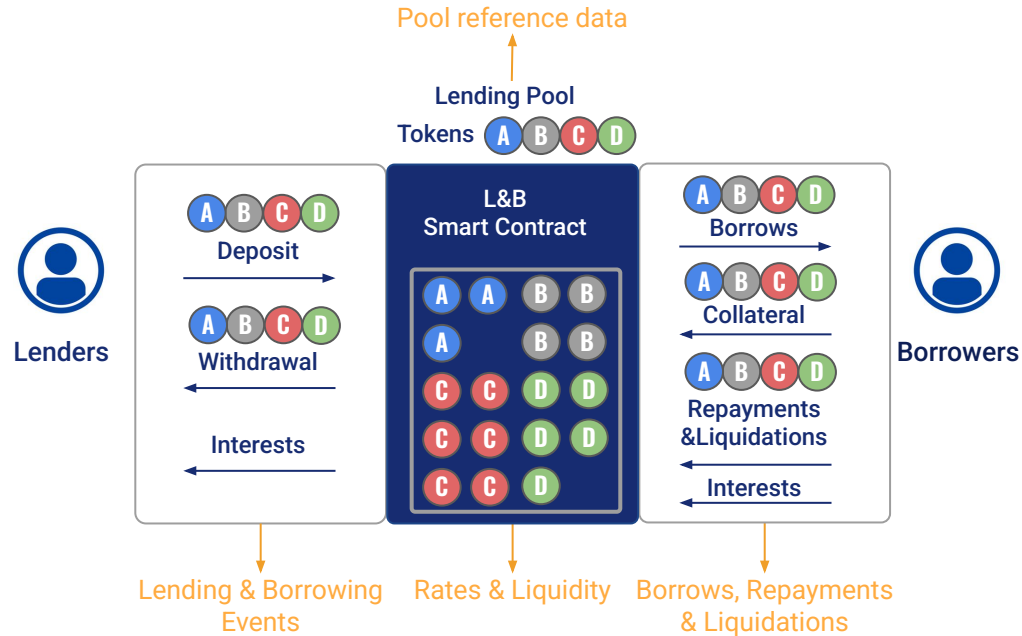 Pool reference data
Lending Pool
Tokens A B C D
L&B
Smart Contract
A B C D
Deposit
A B C D
Withdrawal
Interests
Lenders
A A B B
A B B
C C D D
C C D D
C C D
A B C D
Borrows
A B C D
Collateral
A B C D
Repayments
&Liquidations
Interests
Borrowers
Lending & Borrowing
Events
Rates & Liquidity
Borrows, Repayments
& Liquidations